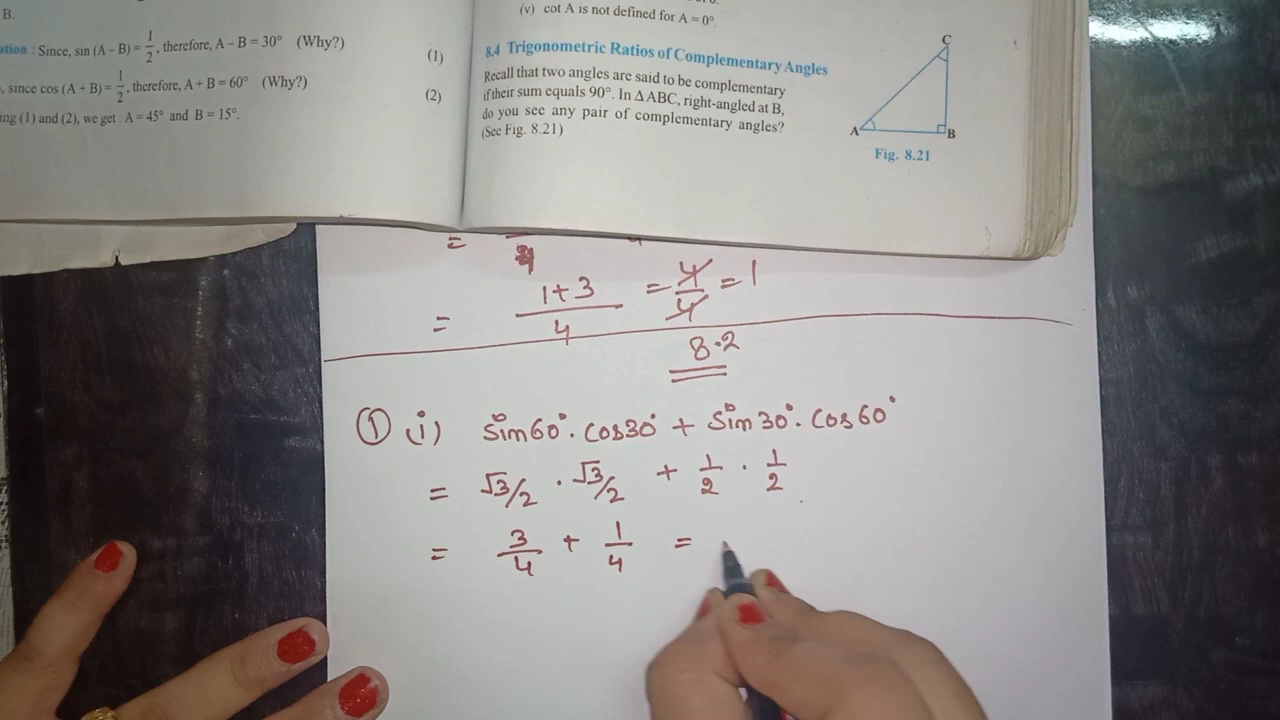 B.
ation : Since, sin (A – B) = 1/2, therefore, A – B = 30° (Why?) (1)
, since cos (A + B) = 1/2, therefore, A + B = 60° (Why?) (2)
ing (1) and (2), we get : A = 45° and B = 15°.
(v) cot A is not defined for A = 0°.
8.4 Trigonometric Ratios of Complementary Angles
Recall that two angles are said to be complementary
if their sum equals 90°. In Δ ABC, right-angled at B,
do you see any pair of complementary angles?
(See Fig. 8.21)
C
A
B
Fig. 8.21
=
= 1+3/4 = 4/4 = 1
8.2
① (i) sin60°. cos30° + sin30°. cos60°
= √3/2 · √3/2 + 1/2 · 1/2
= 3/4 + 1/4 =